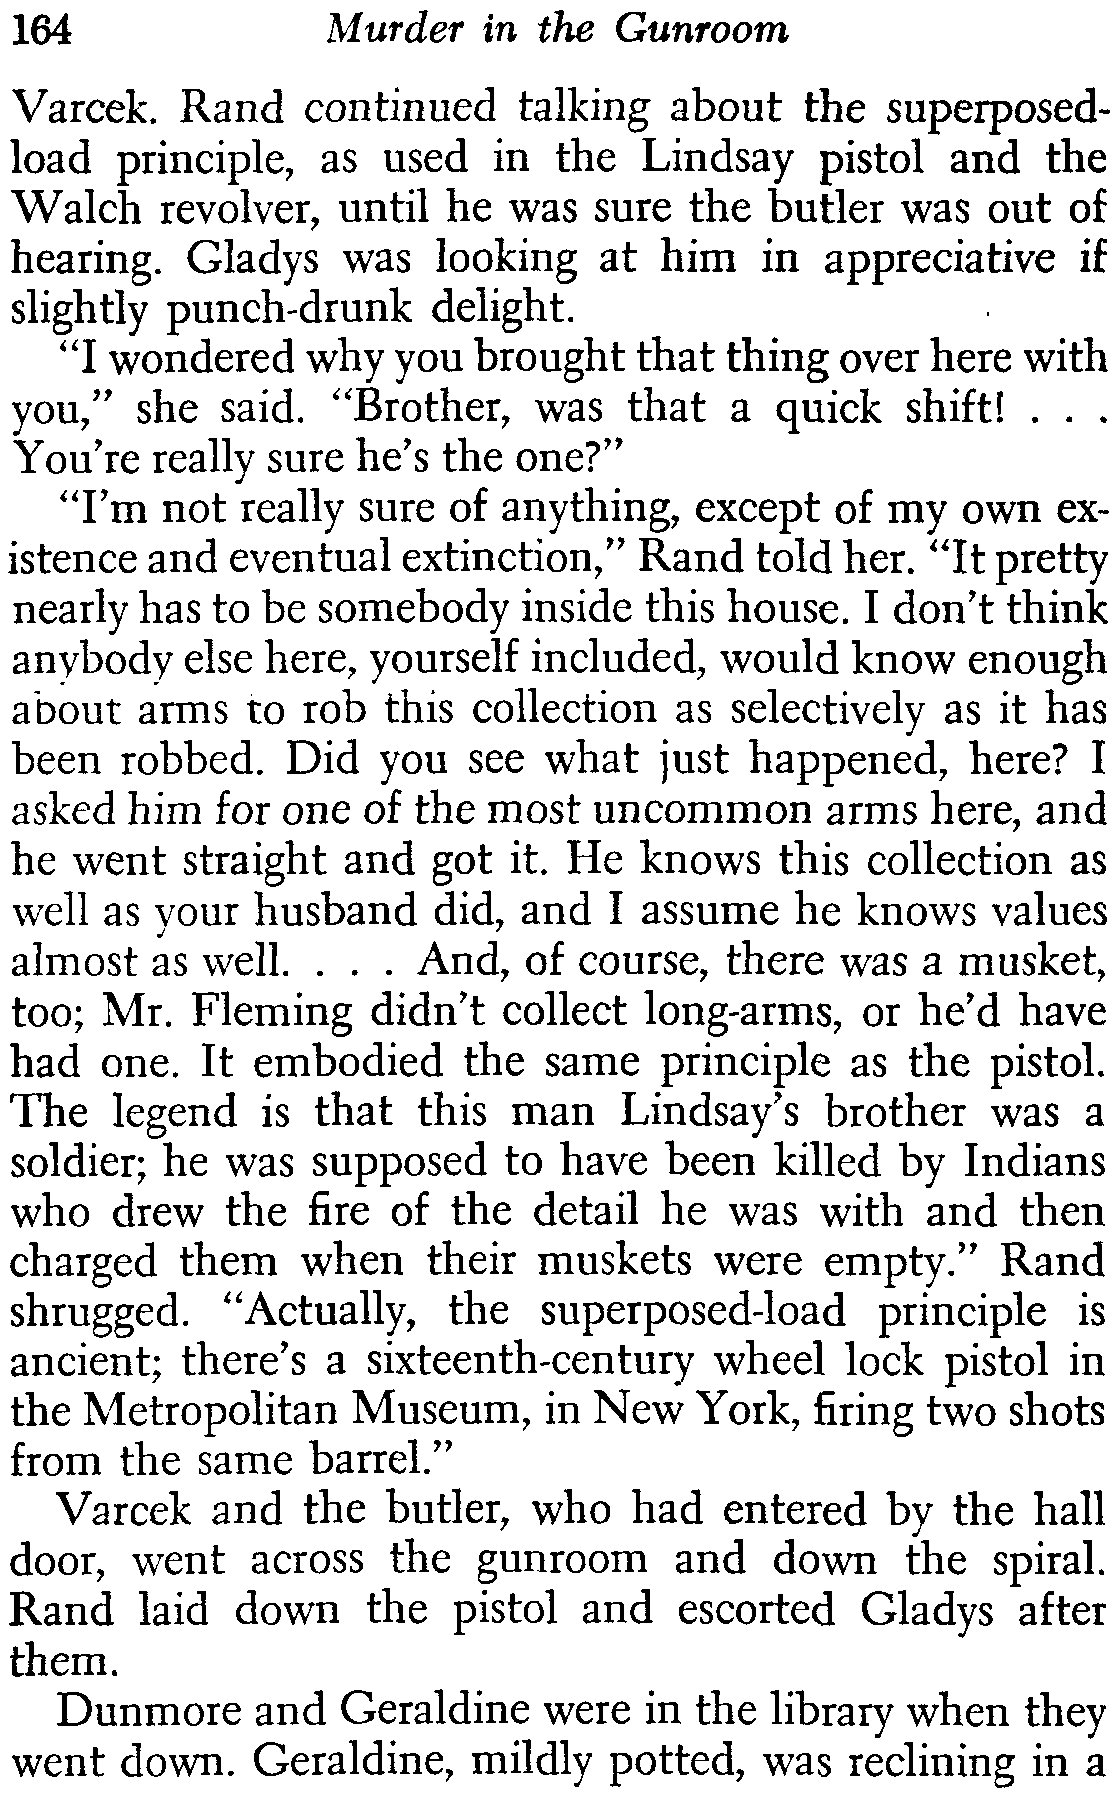 164 Murder in the Gunroom
Varcek. Rand continued talking about the superposed-
load principle, as used in the Lindsay pistol and the
Walch revolver, until he was sure the butler was out of
hearing. Gladys was looking at him in appreciative if
slightly punch-drunk delight.
"I wondered why you brought that thing over here with
you," she said. "Brother, was that a quick shift! . . .
You're really sure he's the one?"
"I'm not really sure of anything, except of my own ex-
istence and eventual extinction," Rand told her. "It pretty
nearly has to be somebody inside this house. I don't think
anybody else here, yourself included, would know enough
about arms to rob this collection as selectively as it has
been robbed. Did you see what just happened, here? I
asked him for one of the most uncommon arms here, and
he went straight and got it. He knows this collection as
well as your husband did, and I assume he knows values
almost as well. . . . And, of course, there was a musket,
too; Mr. Fleming didn't collect long-arms, or he'd have
had one. It embodied the same principle as the pistol.
The legend is that this man Lindsay's brother was a
soldier; he was supposed to have been killed by Indians
who drew the fire of the detail he was with and then
charged them when their muskets were empty." Rand
shrugged. "Actually, the superposed-load principle is
ancient; there's a sixteenth-century wheel lock pistol in
the Metropolitan Museum, in New York, firing two shots
from the same barrel."
Varcek and the butler, who had entered by the hall
door, went across the gunroom and down the spiral.
Rand laid down the pistol and escorted Gladys after
them.
Dunmore and Geraldine were in the library when they
went down. Geraldine, mildly potted, was reclining in a